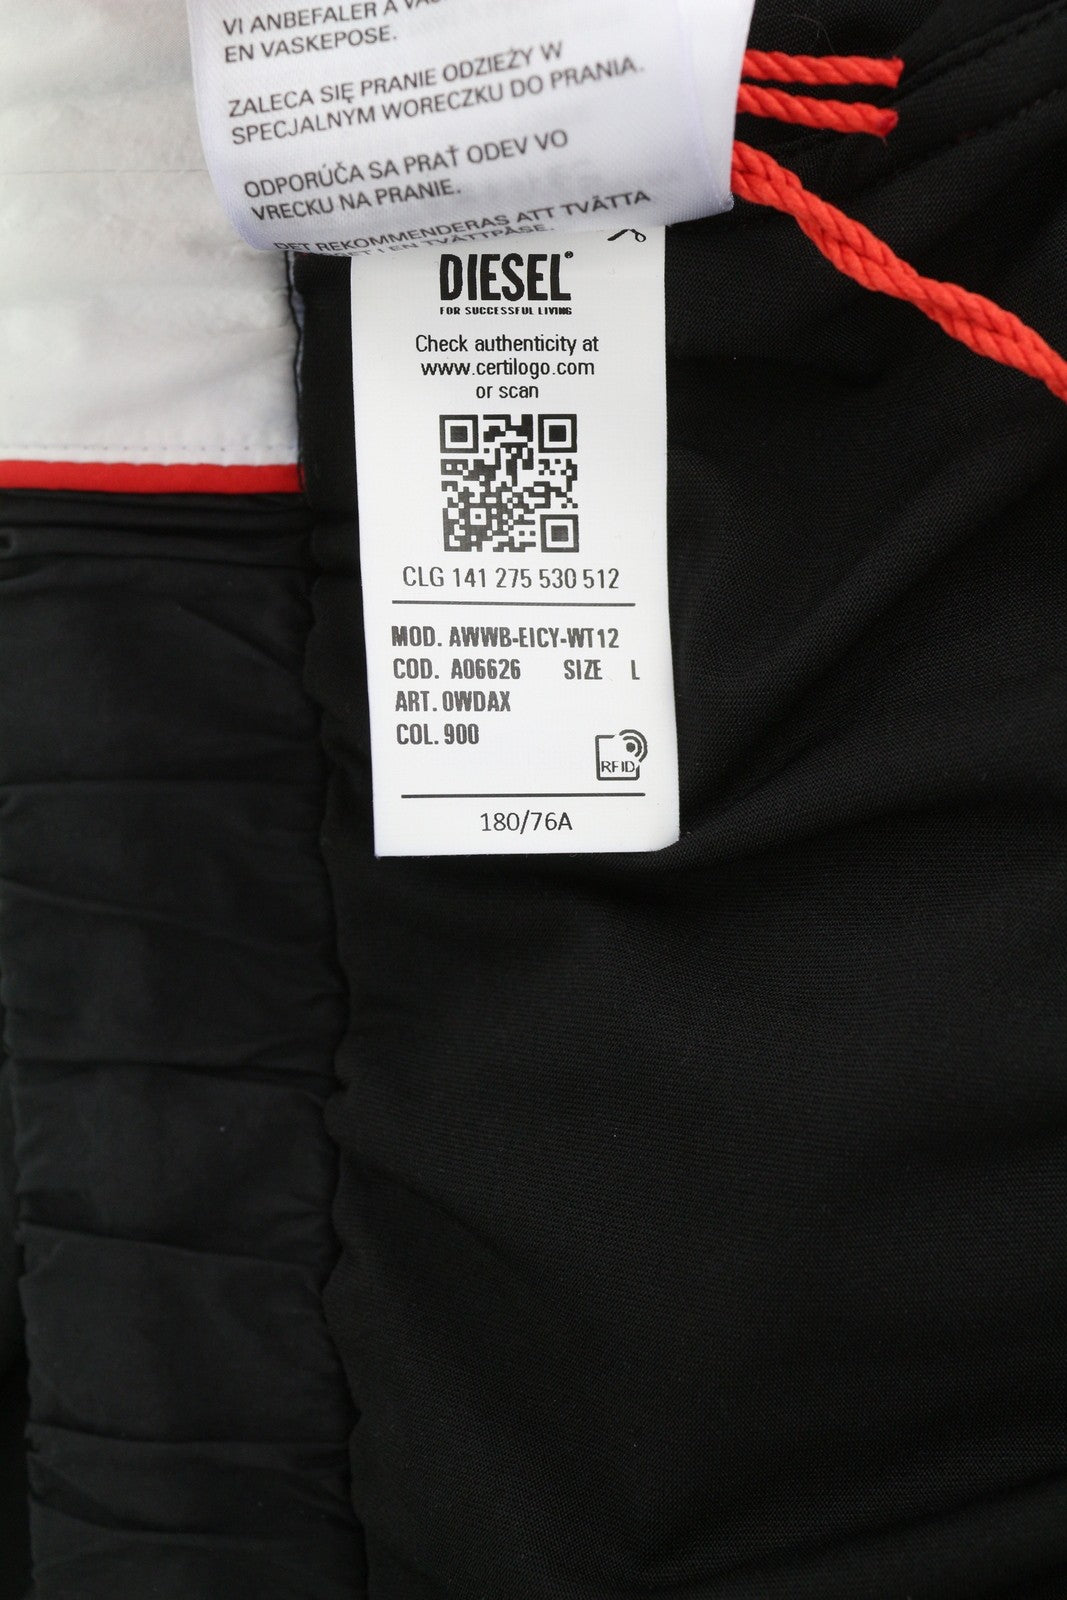 VI ANBEFALER Å
EN VASKEPOSE.
ZALECA SIĘ PRANIE ODZIEŻY W
SPECJALNYM WORECZKU DO PRANIA.
ODPORÚČA SA PRAŤ ODEV VO
VRECKU NA PRANIE.
DET REKOMMENDERAS ATT TVÄTTA
I EN TVÄTTPÅSE.
DIESEL®
FOR SUCCESSFUL LIVING
Check authenticity at
www.certilogo.com
or scan
CLG 141 275 530 512
MOD. AWWB-EICY-WT12
COD. A06626 SIZE L
ART. 0WDAX
COL. 900
RFID
180/76A